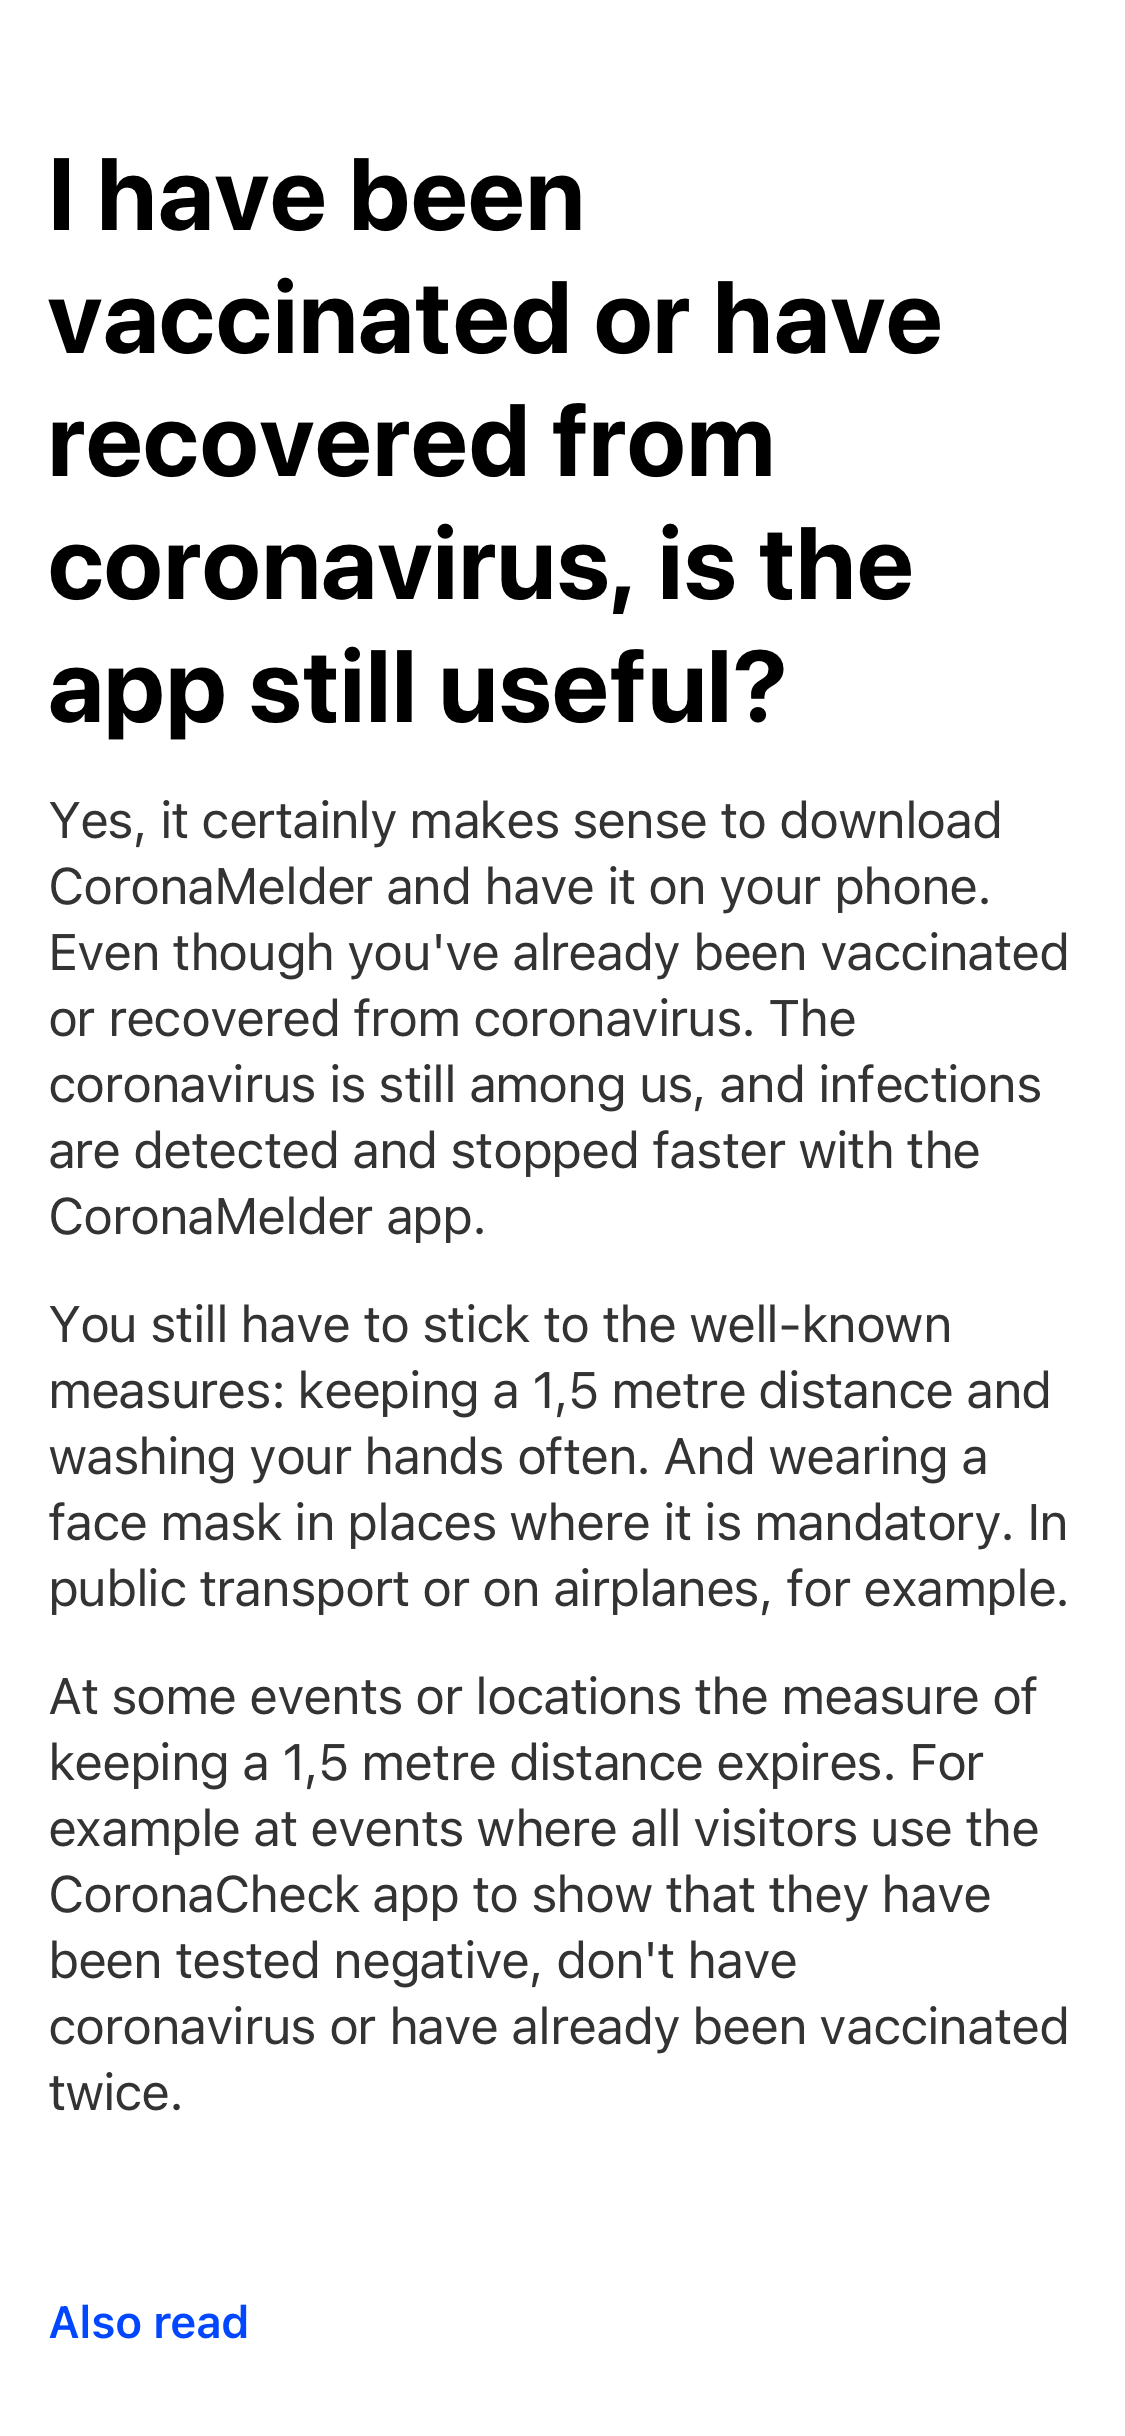 I have been
vaccinated or have
recovered from
coronavirus, is the
app still useful?
Yes, it certainly makes sense to download
CoronaMelder and have it on your phone.
Even though you've already been vaccinated
or recovered from coronavirus. The
coronavirus is still among us, and infections
are detected and stopped faster with the
CoronaMelder app.
You still have to stick to the well-known
measures: keeping a 1,5 metre distance and
washing your hands often. And wearing a
face mask in places where it is mandatory. In
public transport or on airplanes, for example.
At some events or locations the measure of
keeping a 1,5 metre distance expires. For
example at events where all visitors use the
CoronaCheck app to show that they have
been tested negative, don't have
coronavirus or have already been vaccinated
twice.
Also read